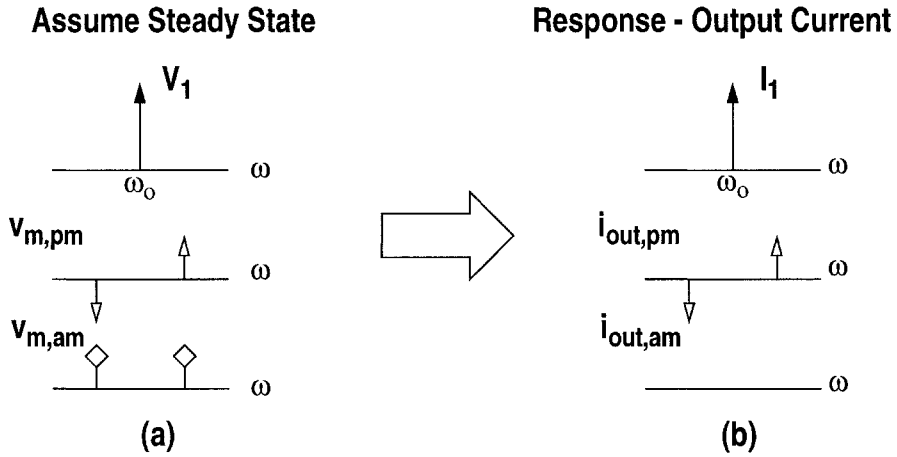 Assume Steady State
V1
ω
ωo
vm,pm
ω
vm,am
ω
(a)
Response - Output Current
I1
ω
ωo
iout,pm
ω
iout,am
ω
(b)